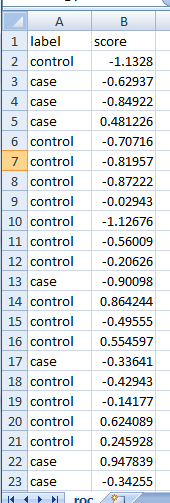 A B
1 label score
2 control -1.1328
3 case -0.62937
4 case -0.84922
5 case 0.481226
6 control -0.70716
7 control -0.81957
8 control -0.87222
9 control -0.02943
10 control -1.12676
11 control -0.56009
12 control -0.20626
13 case -0.90098
14 control 0.864244
15 control -0.49555
16 control 0.554597
17 case -0.33641
18 control -0.42943
19 control -0.14177
20 control 0.624089
21 control 0.245928
22 case 0.947839
23 case -0.34255
roc